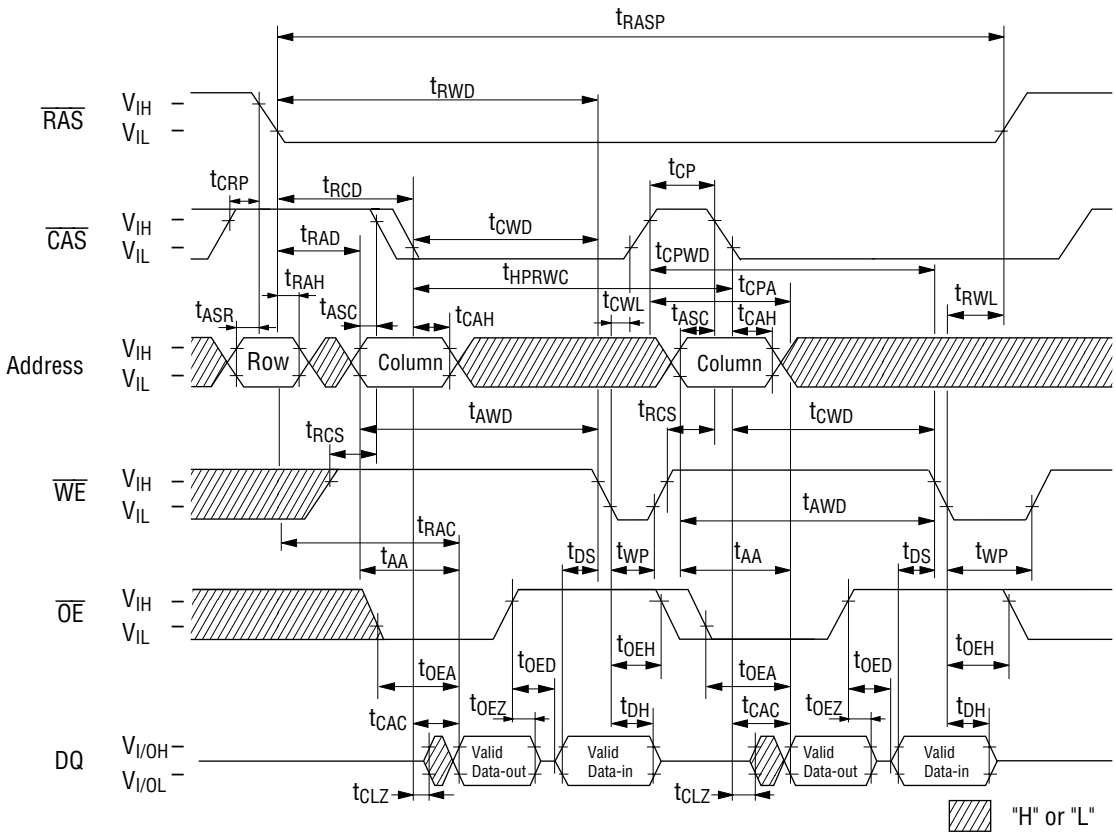 tRASP
RAS
VIH
VIL
tRWD
tCRP
tRCD
tCP
CAS
VIH
VIL
tCWD
tRAD
tCPWD
tHPRWC
tRAH
tCPA
tASR
tASC
tCAH
tCWL
tASC
tCAH
tRWL
Address
VIH
VIL
Row
Column
Column
tRCS
tAWD
tRCS
tCWD
WE
VIH
VIL
tRAC
tAWD
tAA
tDS
tWP
tAA
tDS
tWP
OE
VIH
VIL
tOEA
tOED
tOEH
tOEA
tOED
tOEH
tCAC
tOEZ
tDH
tCAC
tOEZ
tDH
DQ
VI/OH
VI/OL
Valid
Data-out
Valid
Data-in
Valid
Data-out
Valid
Data-in
tCLZ
tCLZ
"H" or "L"